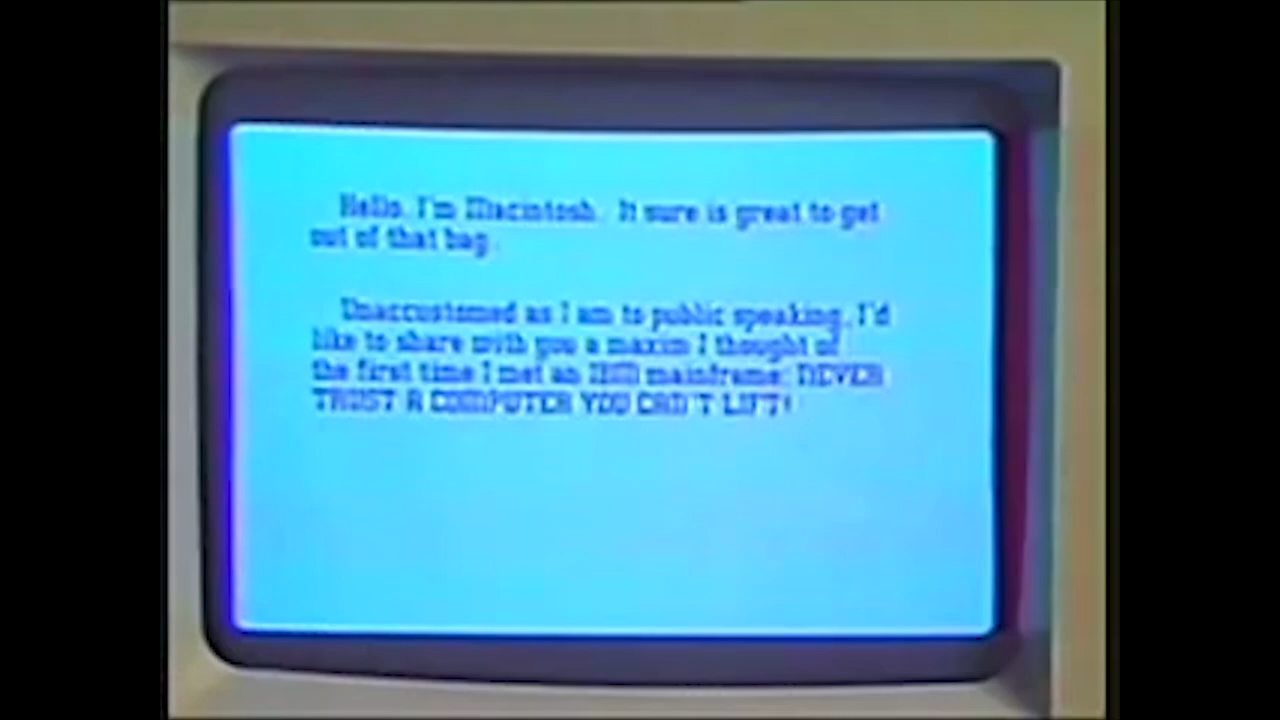 Hello. I'm Macintosh. It sure is great to get
out of that bag.
Unaccustomed as I am to public speaking, I'd
like to share with you a maxim I thought of
the first time I met an IBM mainframe: NEVER
TRUST A COMPUTER YOU CAN'T LIFT!